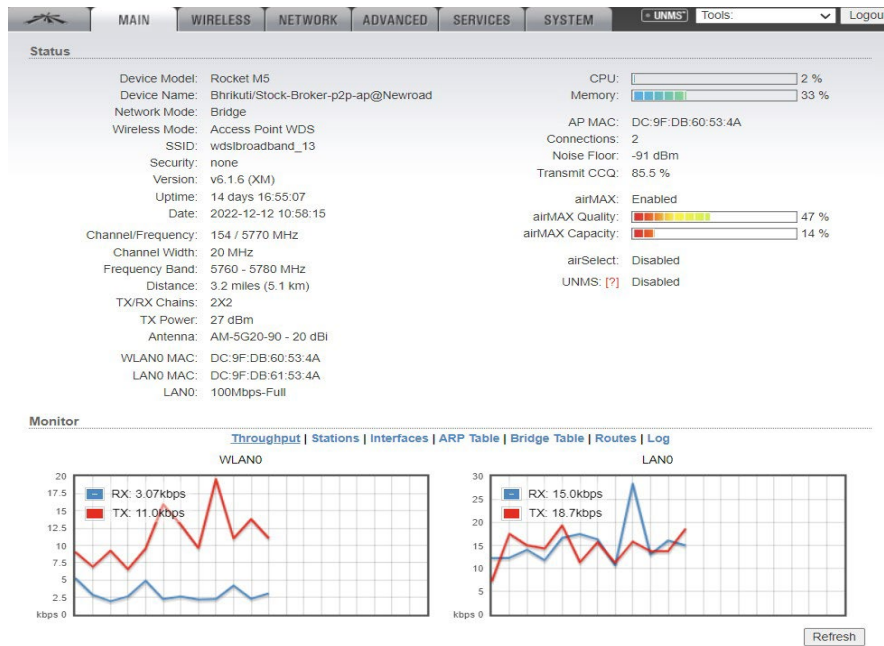 MAIN WIRELESS NETWORK ADVANCED SERVICES SYSTEM UNMS™ Tools: Logou
Status
Device Model: Rocket M5
Device Name: Bhrikuti/Stock-Broker-p2p-ap@Newroad
Network Mode: Bridge
Wireless Mode: Access Point WDS
SSID: wdslbroadband_13
Security: none
Version: v6.1.6 (XM)
Uptime: 14 days 16:55:07
Date: 2022-12-12 10:58:15
Channel/Frequency: 154 / 5770 MHz
Channel Width: 20 MHz
Frequency Band: 5760 - 5780 MHz
Distance: 3.2 miles (5.1 km)
TX/RX Chains: 2X2
TX Power: 27 dBm
Antenna: AM-5G20-90 - 20 dBi
WLAN0 MAC: DC:9F:DB:60:53:4A
LAN0 MAC: DC:9F:DB:61:53:4A
LAN0: 100Mbps-Full
CPU: 2 %
Memory: 33 %
AP MAC: DC:9F:DB:60:53:4A
Connections: 2
Noise Floor: -91 dBm
Transmit CCQ: 85.5 %
airMAX: Enabled
airMAX Quality: 47 %
airMAX Capacity: 14 %
airSelect: Disabled
UNMS: [?] Disabled
Monitor
Throughput | Stations | Interfaces | ARP Table | Bridge Table | Routes | Log
WLAN0
20
17.5
15
12.5
10
7.5
5
2.5
kbps 0
RX: 3.07kbps
TX: 11.0kbps
LAN0
30
25
20
15
10
5
kbps 0
RX: 15.0kbps
TX: 18.7kbps
Refresh